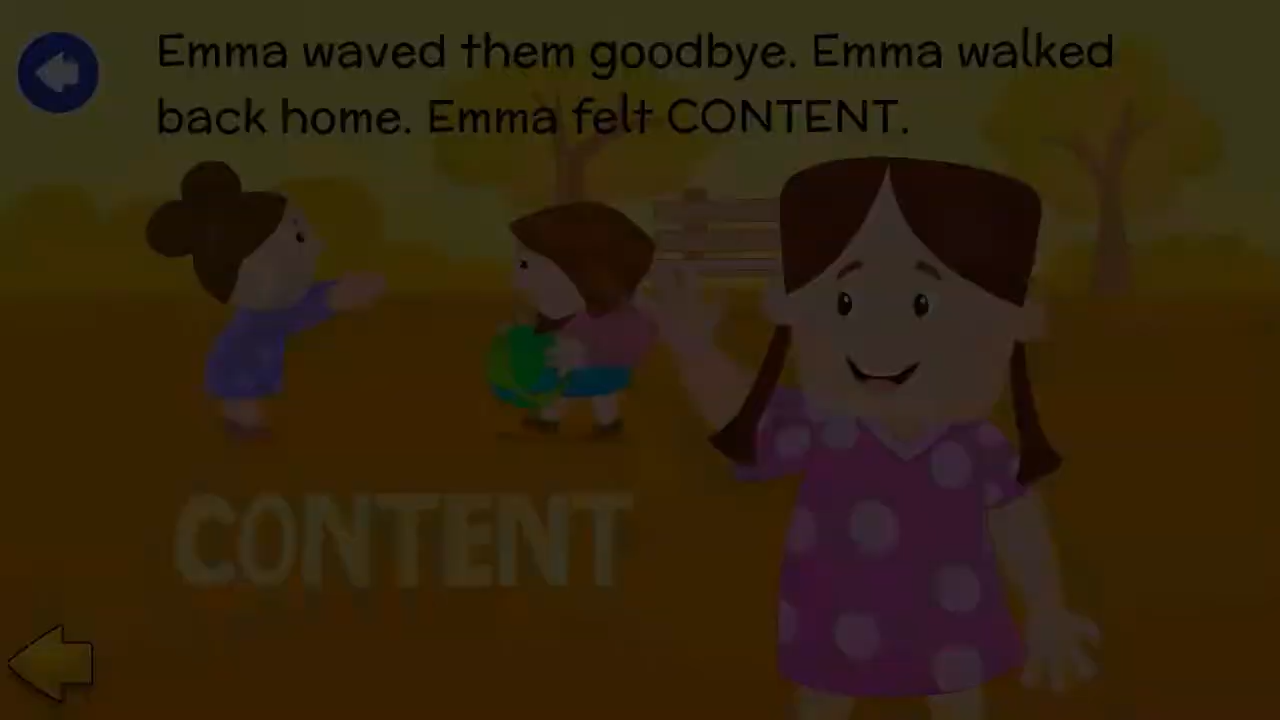 Emma waved them goodbye. Emma walked
back home. Emma felt CONTENT.
CONTENT